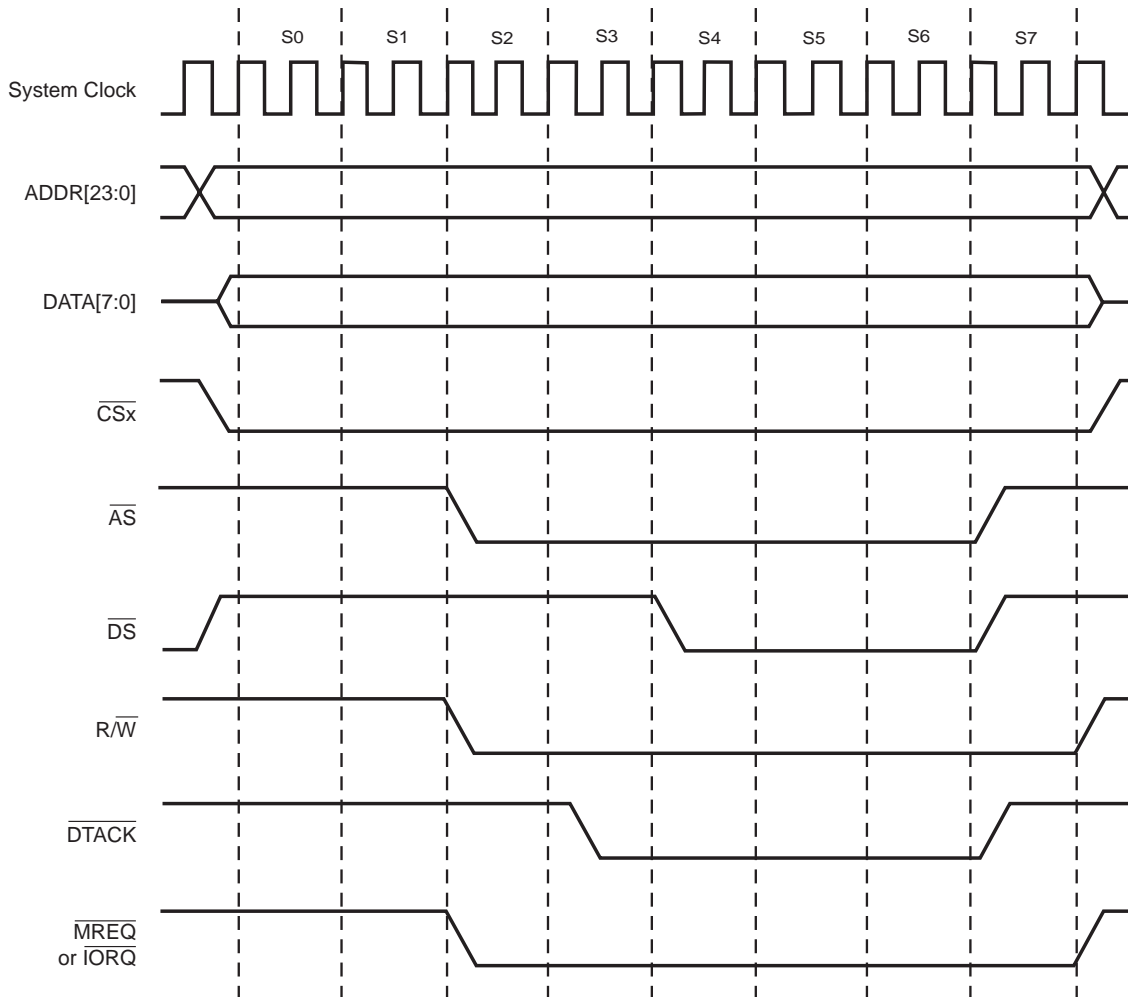 S0 S1 S2 S3 S4 S5 S6 S7
System Clock
ADDR[23:0]
DATA[7:0]
CSx
AS
DS
R/W
DTACK
MREQ
or IORQ